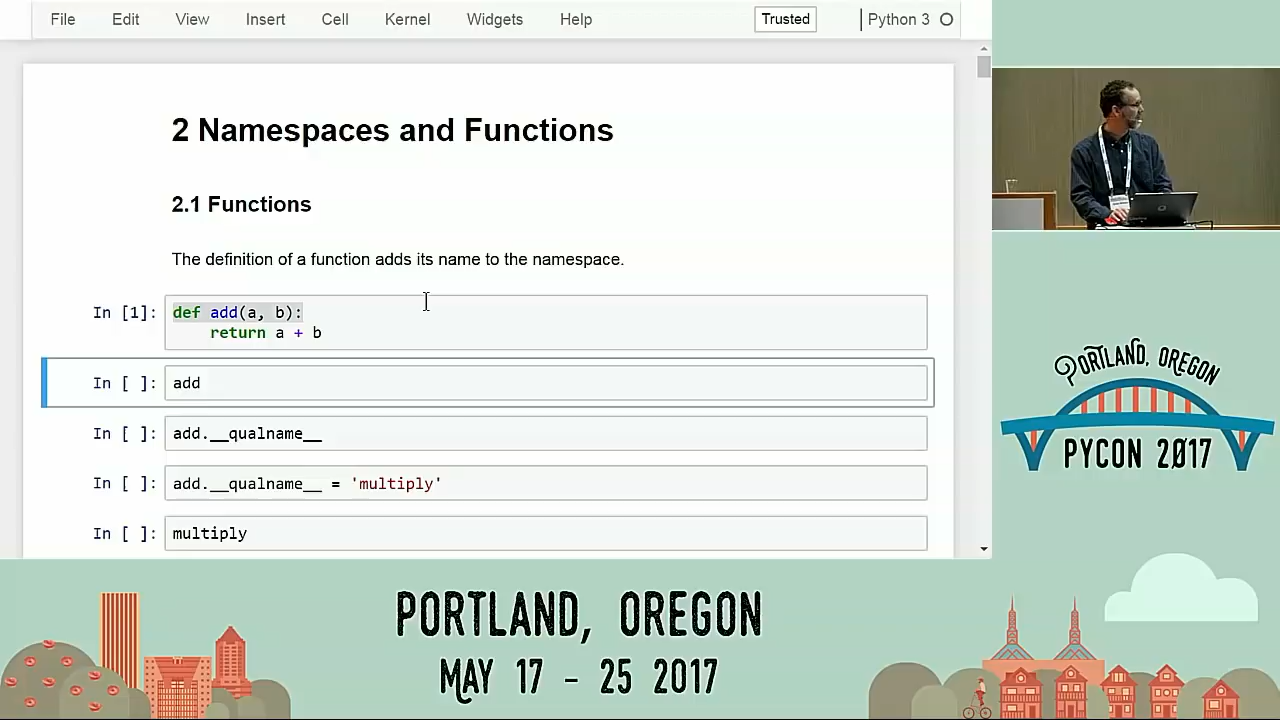 File Edit View Insert Cell Kernel Widgets Help Trusted Python 3
2 Namespaces and Functions
2.1 Functions
The definition of a function adds its name to the namespace.
In [1]: def add(a, b):
return a + b
In [ ]: add
In [ ]: add.__qualname__
In [ ]: add.__qualname__ = 'multiply'
In [ ]: multiply
PORTLAND, OREGON
PYCON 2017
PORTLAND, OREGON
MAY 17 - 25 2017